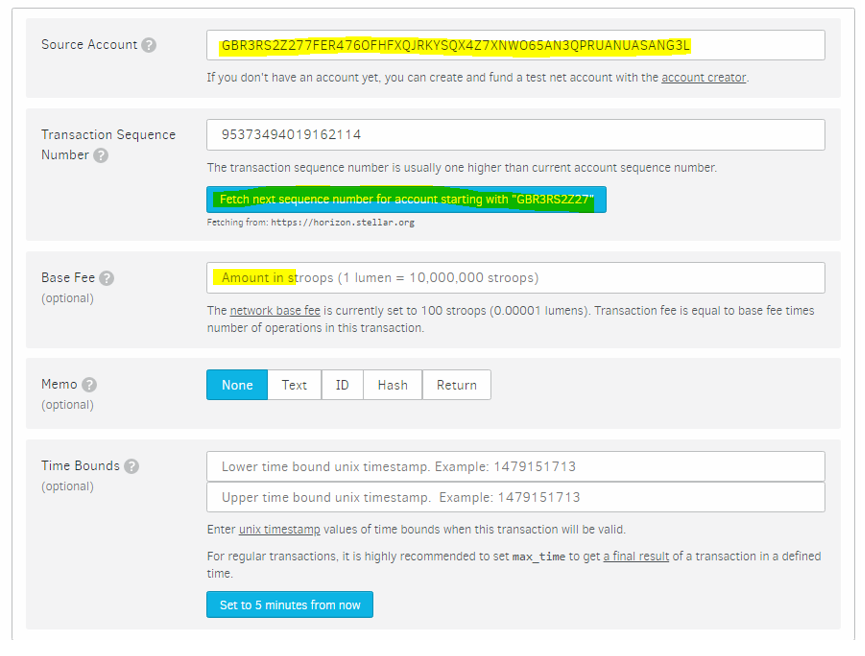 Source Account ?
GBR3RS2Z277FER476OFHFXQJRKYSQX4Z7XNWO65AN3QPRUANUASANG3L
If you don't have an account yet, you can create and fund a test net account with the account creator.
Transaction Sequence
Number ?
95373494019162114
The transaction sequence number is usually one higher than current account sequence number.
Fetch next sequence number for account starting with "GBR3RS2Z27"
Fetching from: https://horizon.stellar.org
Base Fee ?
(optional)
Amount in stroops (1 lumen = 10,000,000 stroops)
The network base fee is currently set to 100 stroops (0.00001 lumens). Transaction fee is equal to base fee times
number of operations in this transaction.
Memo ?
(optional)
None Text ID Hash Return
Time Bounds ?
(optional)
Lower time bound unix timestamp. Example: 1479151713
Upper time bound unix timestamp. Example: 1479151713
Enter unix timestamp values of time bounds when this transaction will be valid.
For regular transactions, it is highly recommended to set max_time to get a final result of a transaction in a defined
time.
Set to 5 minutes from now